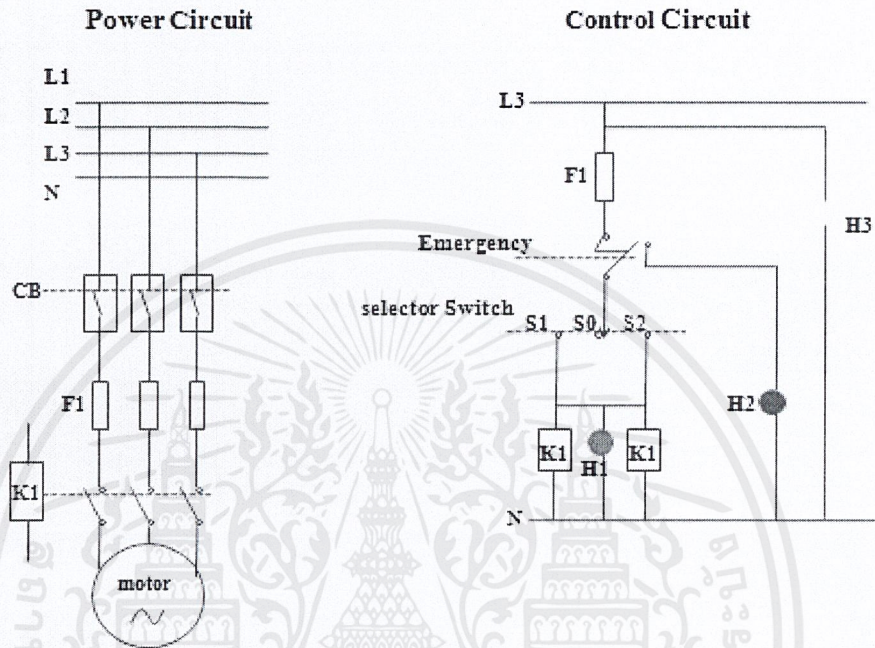 Power Circuit
Control Circuit
L1
L2
L3
N
CB
F1
K1
motor
L3
F1
H3
Emergency
selector Switch
S1 S0 S2
H2
K1
H1
K1
N